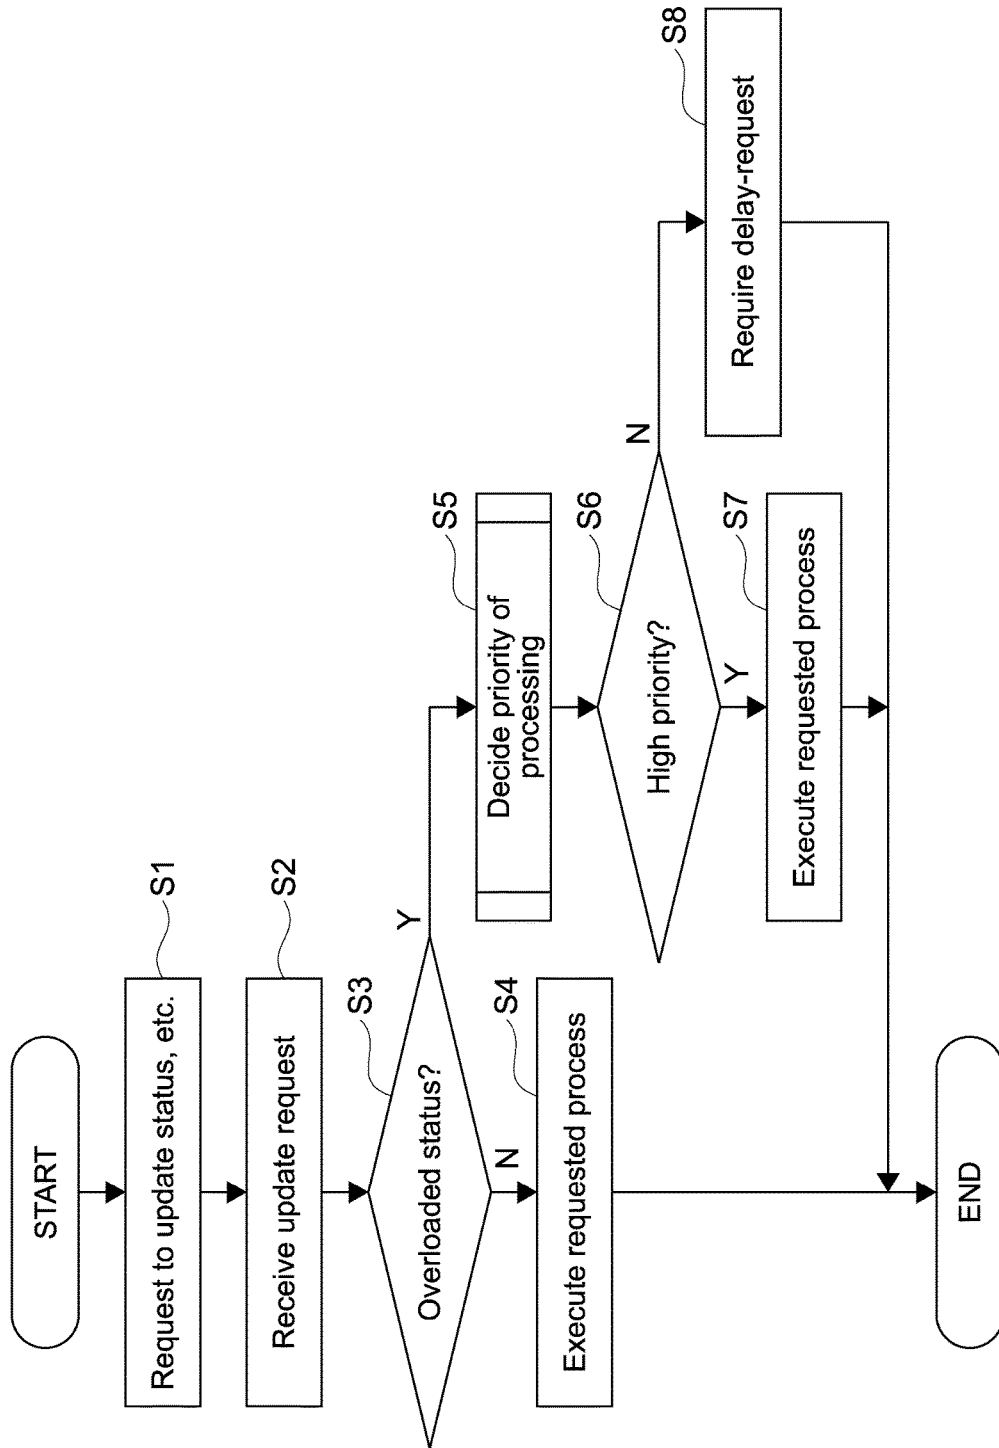 START
Request to update status, etc.
S1
Receive update request
S2
Overloaded status?
S3
Y
N
Execute requested process
S4
Decide priority of
processing
S5
High priority?
S6
N
Y
Execute requested process
S7
Require delay-request
S8
END